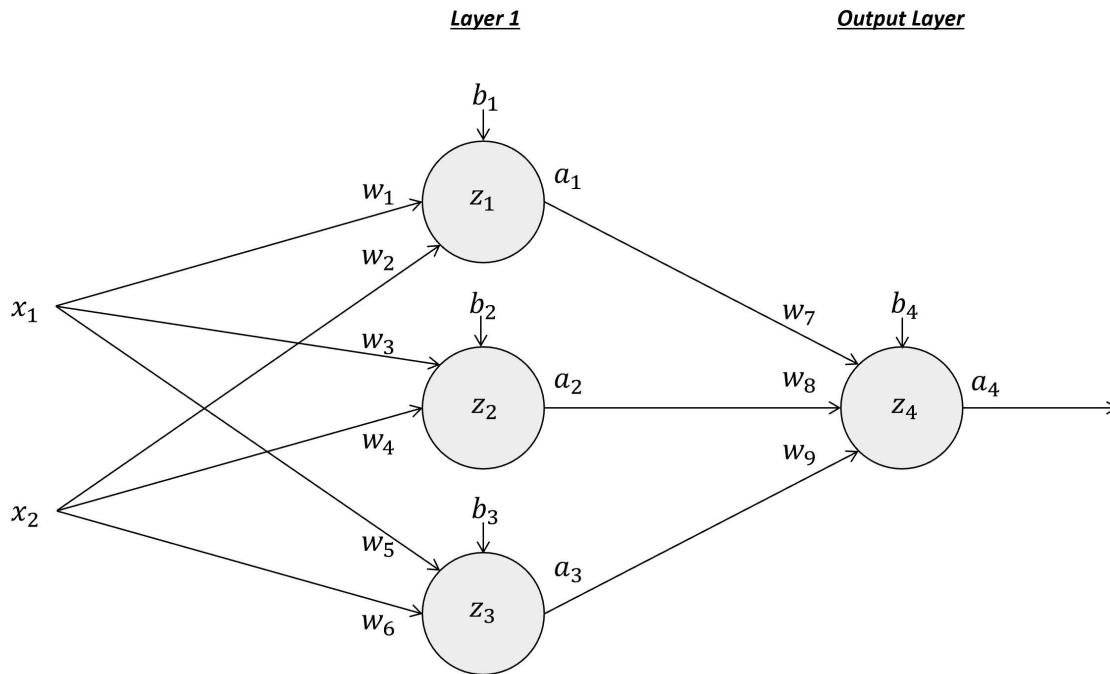 Layer 1
Output Layer
b₁
a₁
w₁
z₁
w₂
x₁
b₂
w₇
b₄
w₃
a₂
w₈
a₄
z₂
z₄
w₄
w₉
x₂
b₃
w₅
a₃
z₃
w₆